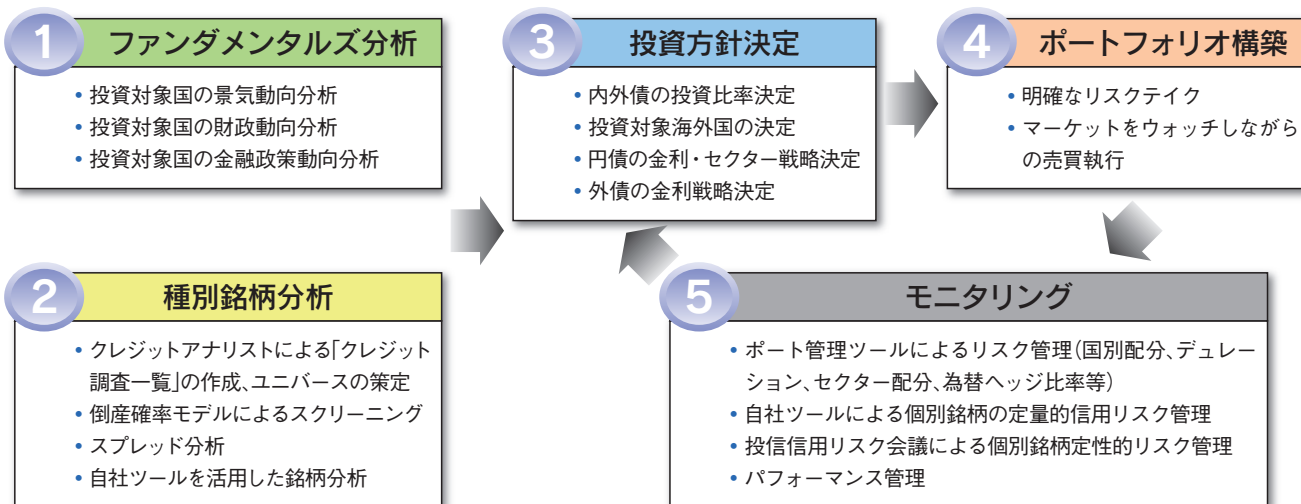 1
ファンダメンタルズ分析
• 投資対象国の景気動向分析
• 投資対象国の財政動向分析
• 投資対象国の金融政策動向分析
2
種別銘柄分析
• クレジットアナリストによる「クレジット
調査一覧」の作成、ユニバースの策定
• 倒産確率モデルによるスクリーニング
• スプレッド分析
• 自社ツールを活用した銘柄分析
3
投資方針決定
• 内外債の投資比率決定
• 投資対象海外国の決定
• 円債の金利・セクター戦略決定
• 外債の金利戦略決定
4
ポートフォリオ構築
• 明確なリスクテイク
• マーケットをウォッチしながら
の売買執行
5
モニタリング
• ポート管理ツールによるリスク管理(国別配分、デュレー
ション、セクター配分、為替ヘッジ比率等)
• 自社ツールによる個別銘柄の定量的信用リスク管理
• 投信信用リスク会議による個別銘柄定性的リスク管理
• パフォーマンス管理